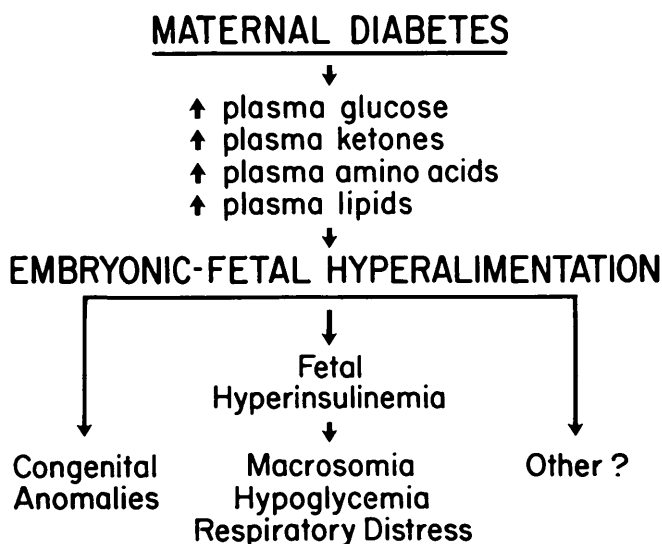 MATERNAL DIABETES
↓
↑ plasma glucose
↑ plasma ketones
↑ plasma amino acids
↑ plasma lipids
↓
EMBRYONIC-FETAL HYPERALIMENTATION
Fetal
Hyperinsulinemia
Congenital
Anomalies
Macrosomia
Hypoglycemia
Respiratory Distress
Other ?